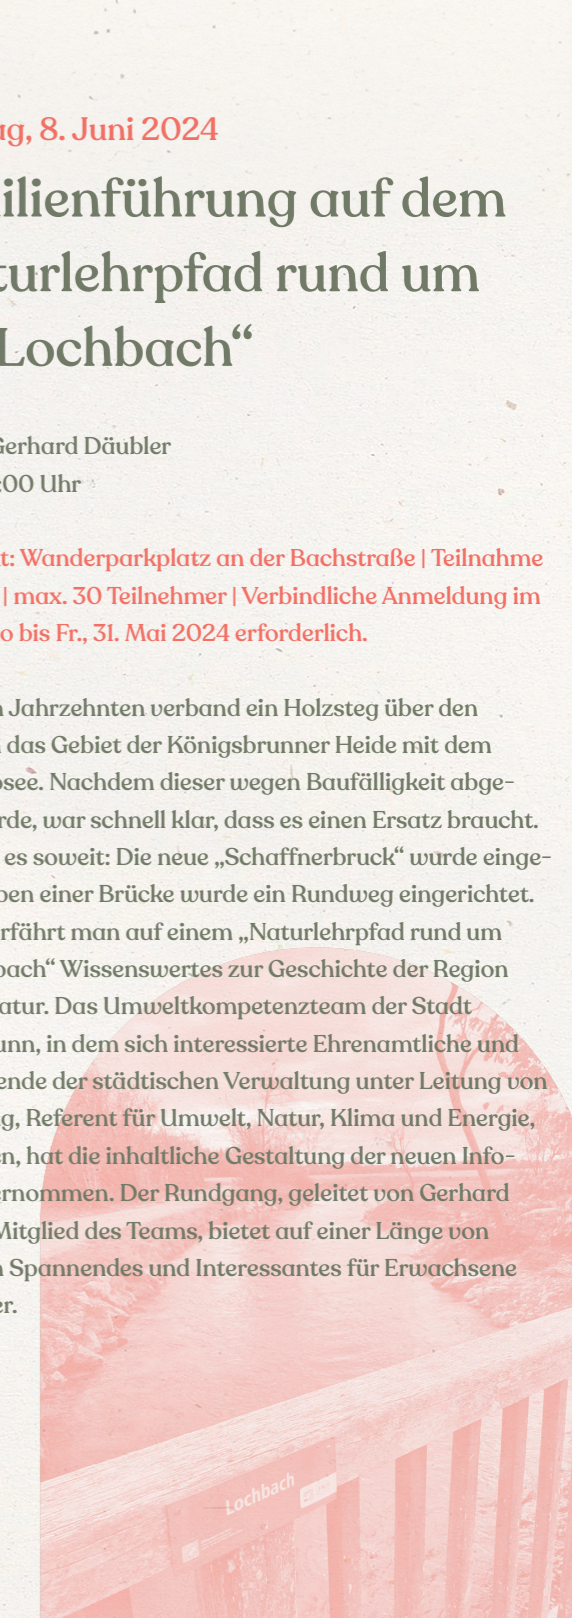 ag, 8. Juni 2024
ilienführung auf dem
turlehrpfad rund um
Lochbach“
Gerhard Däubler
:00 Uhr
t: Wanderparkplatz an der Bachstraße | Teilnahme
| max. 30 Teilnehmer | Verbindliche Anmeldung im
o bis Fr., 31. Mai 2024 erforderlich.
n Jahrzehnten verband ein Holzsteg über den
das Gebiet der Königsbrunner Heide mit dem
see. Nachdem dieser wegen Baufälligkeit abge-
rde, war schnell klar, dass es einen Ersatz braucht.
es soweit: Die neue „Schaffnerbruck“ wurde einge-
ben einer Brücke wurde ein Rundweg eingerichtet.
rfährt man auf einem „Naturlehrpfad rund um
bach“ Wissenswertes zur Geschichte der Region
atur. Das Umweltkompetenzteam der Stadt
unn, in dem sich interessierte Ehrenamtliche und
ende der städtischen Verwaltung unter Leitung von
g, Referent für Umwelt, Natur, Klima und Energie,
en, hat die inhaltliche Gestaltung der neuen Info-
ernommen. Der Rundgang, geleitet von Gerhard
Mitglied des Teams, bietet auf einer Länge von
n Spannendes und Interessantes für Erwachsene
er.
Lochbach